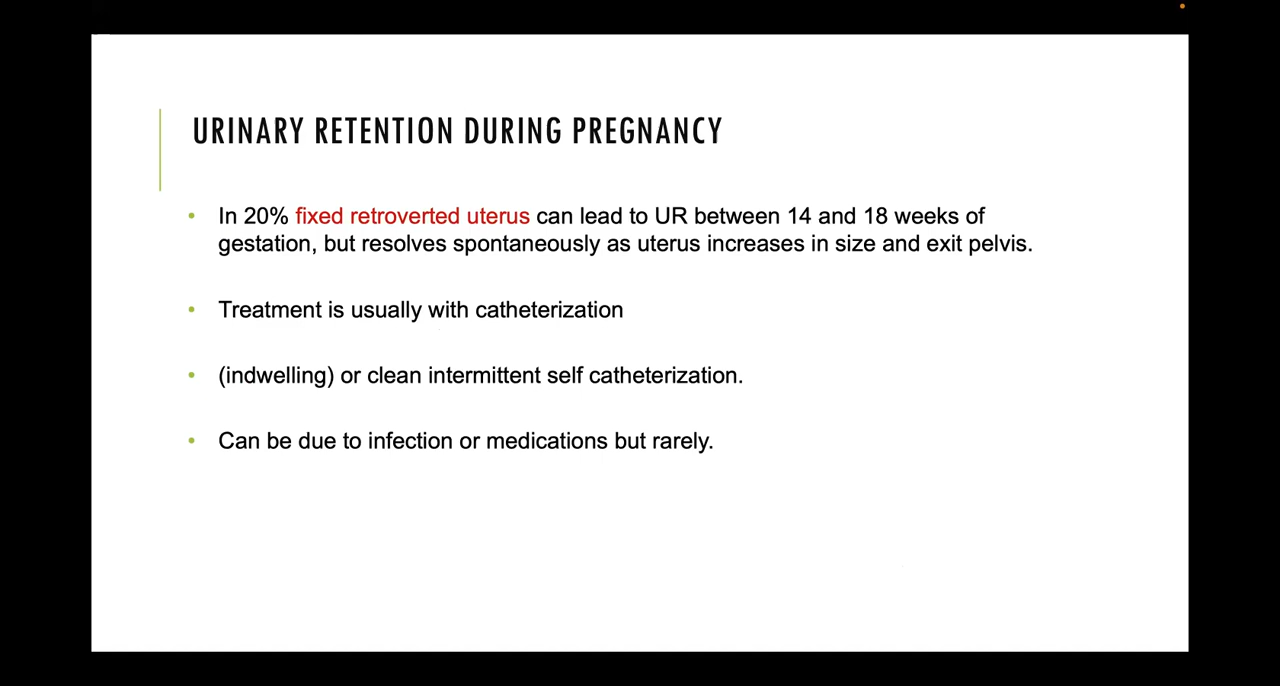 URINARY RETENTION DURING PREGNANCY
• In 20% fixed retroverted uterus can lead to UR between 14 and 18 weeks of
gestation, but resolves spontaneously as uterus increases in size and exit pelvis.
• Treatment is usually with catheterization
• (indwelling) or clean intermittent self catheterization.
• Can be due to infection or medications but rarely.